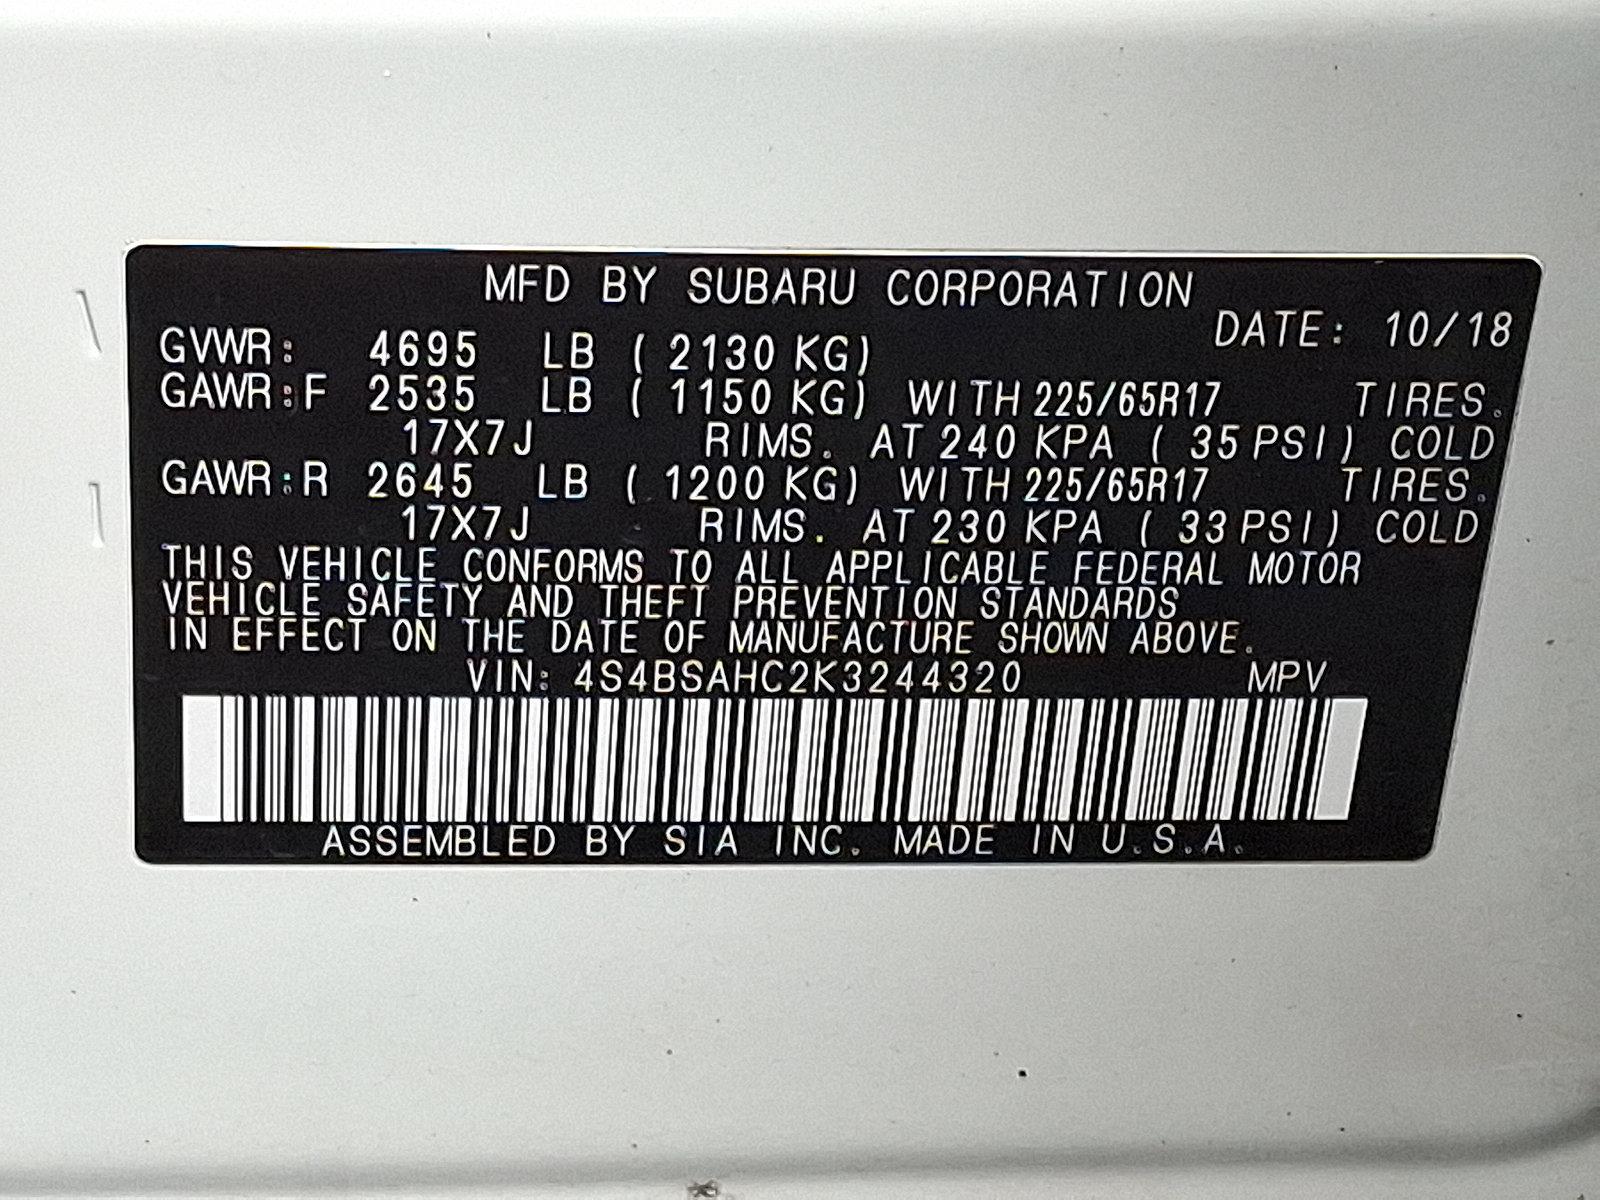 MFD BY SUBARU CORPORATION
DATE: 10/18
GVWR: 4695 LB ( 2130 KG)
GAWR:F 2535 LB ( 1150 KG) WITH 225/65R17 TIRES.
17X7J RIMS. AT 240 KPA ( 35 PSI) COLD
GAWR:R 2645 LB ( 1200 KG) WITH 225/65R17 TIRES.
17X7J RIMS. AT 230 KPA ( 33 PSI) COLD
THIS VEHICLE CONFORMS TO ALL APPLICABLE FEDERAL MOTOR
VEHICLE SAFETY AND THEFT PREVENTION STANDARDS
IN EFFECT ON THE DATE OF MANUFACTURE SHOWN ABOVE.
VIN: 4S4BSAHC2K3244320 MPV
ASSEMBLED BY SIA INC. MADE IN U.S.A.